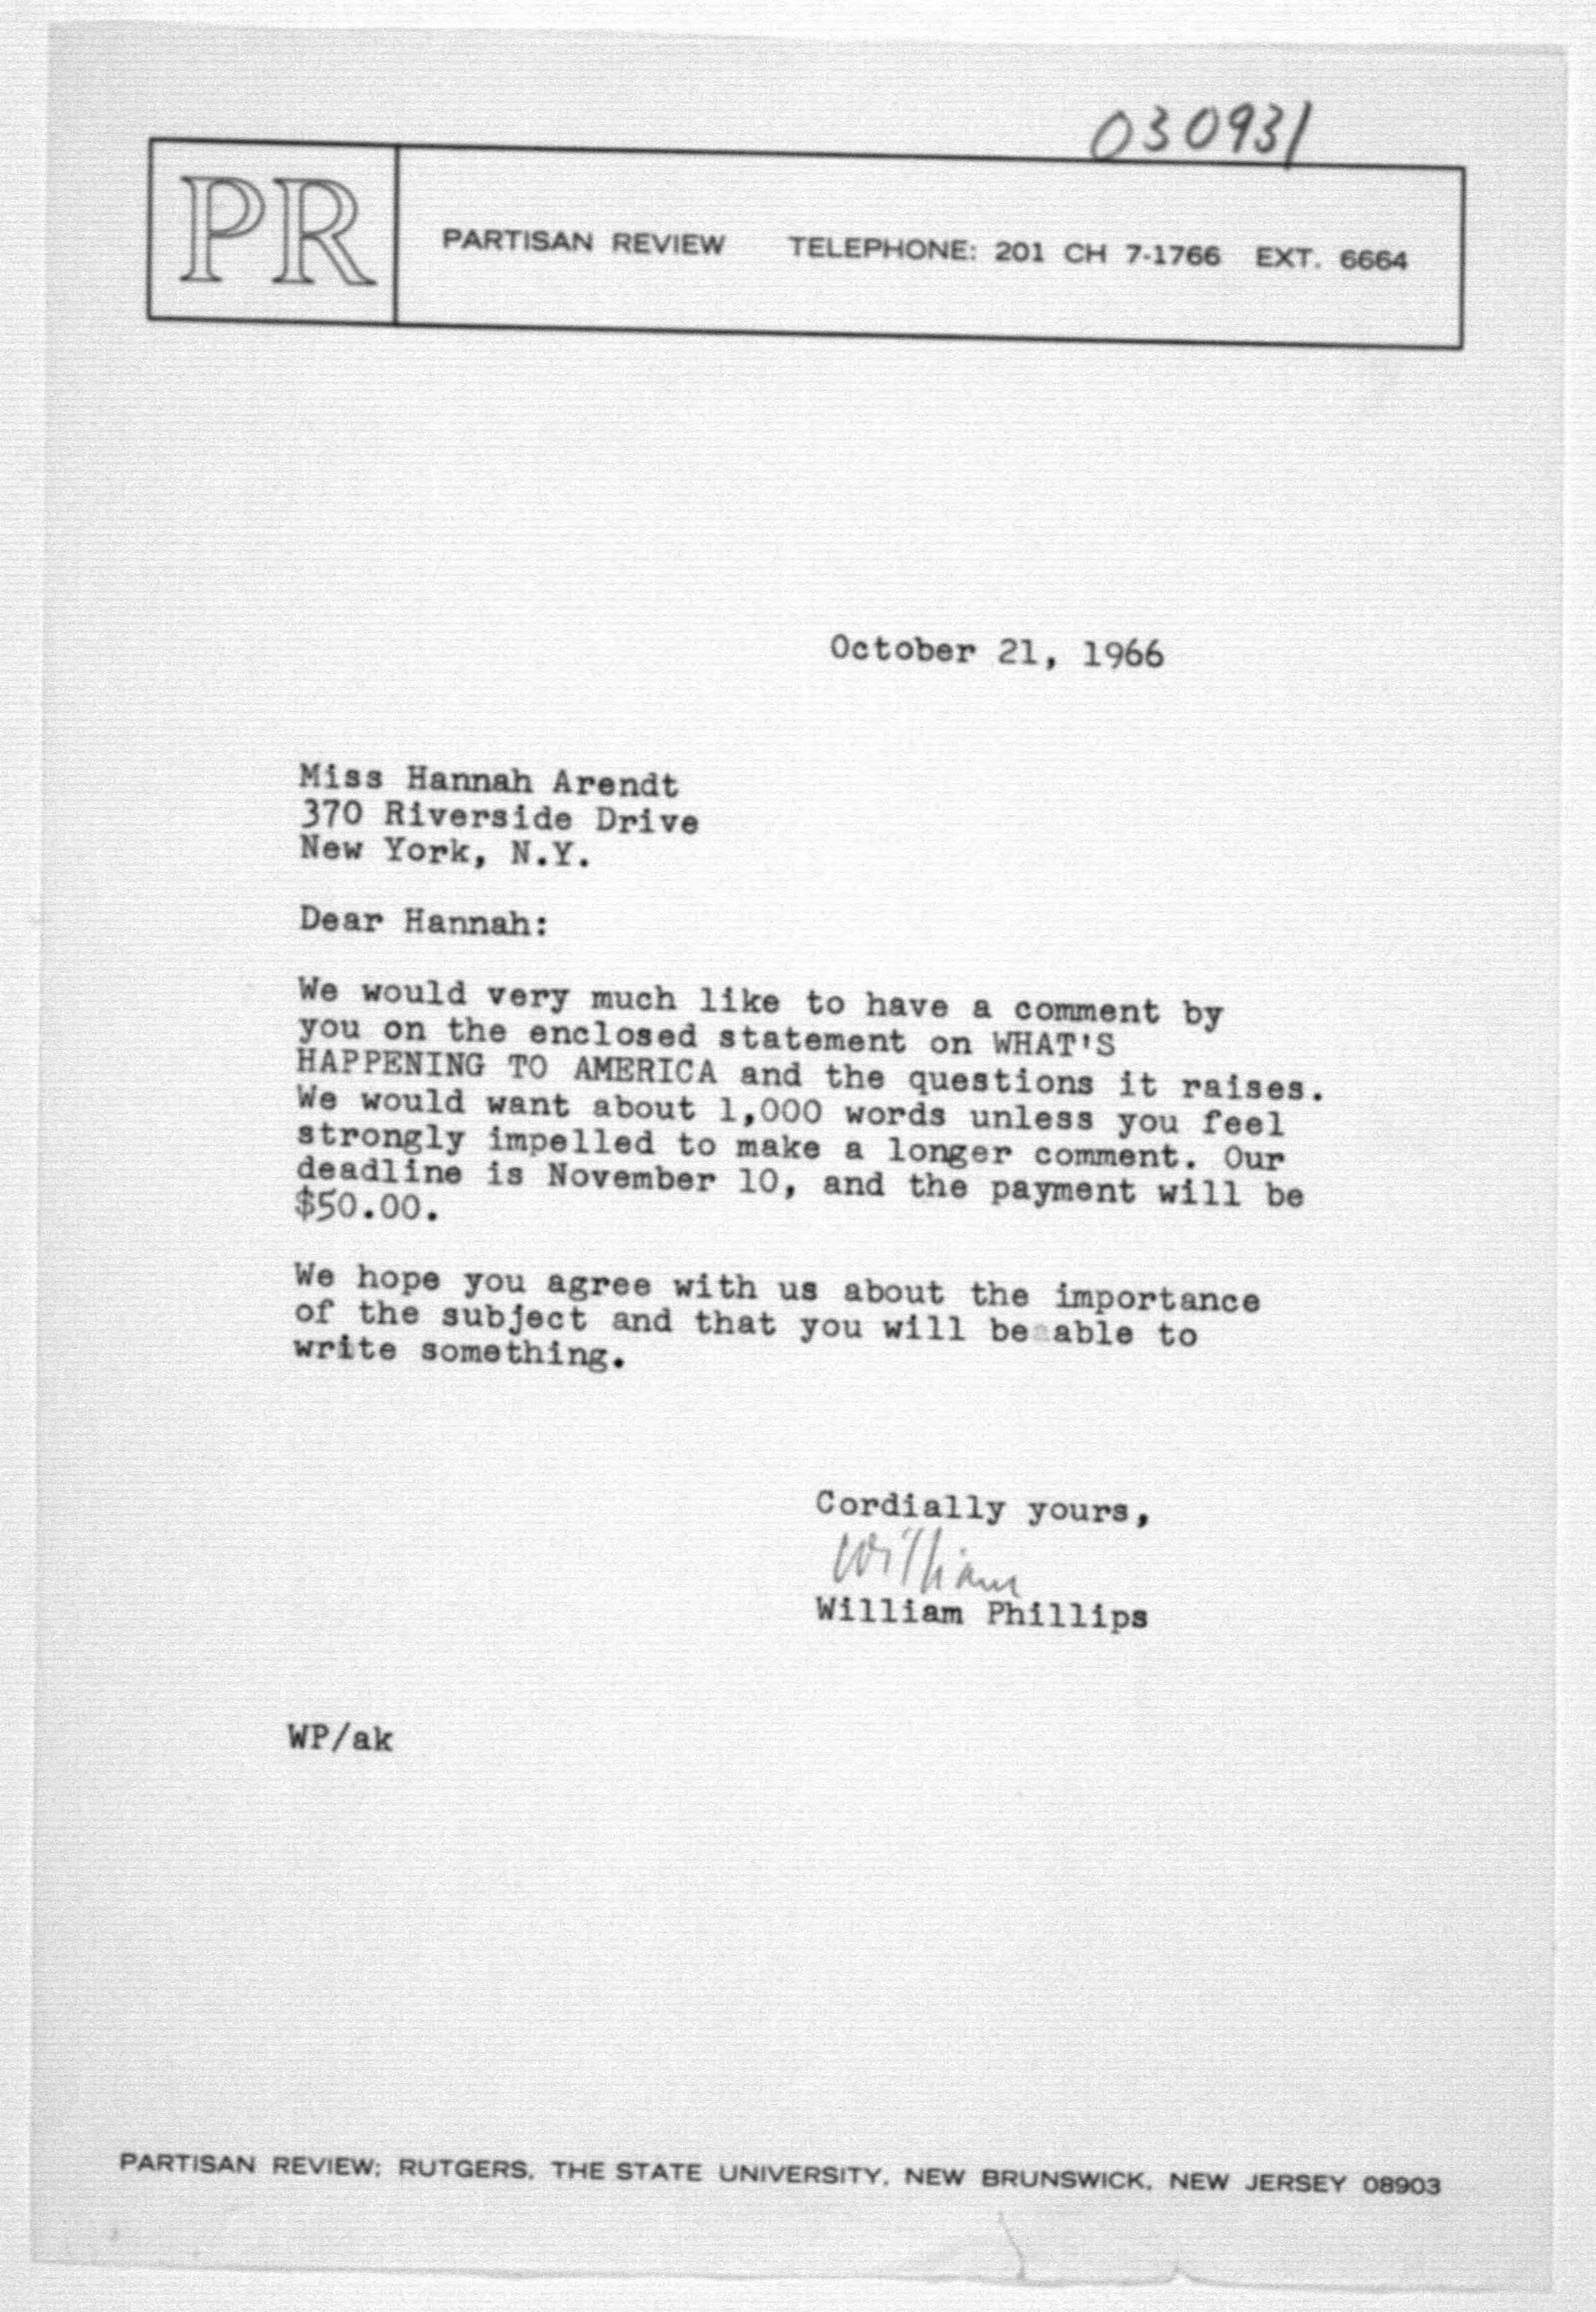 030931
PR
PARTISAN REVIEW TELEPHONE: 201 CH 7-1766 EXT. 6664
October 21, 1966
Miss Hannah Arendt
370 Riverside Drive
New York, N.Y.
Dear Hannah:
We would very much like to have a comment by
you on the enclosed statement on WHAT'S
HAPPENING TO AMERICA and the questions it raises.
We would want about 1,000 words unless you feel
strongly impelled to make a longer comment. Our
deadline is November 10, and the payment will be
$50.00.
We hope you agree with us about the importance
of the subject and that you will be able to
write something.
Cordially yours,
William
William Phillips
WP/ak
PARTISAN REVIEW: RUTGERS, THE STATE UNIVERSITY, NEW BRUNSWICK, NEW JERSEY 08903